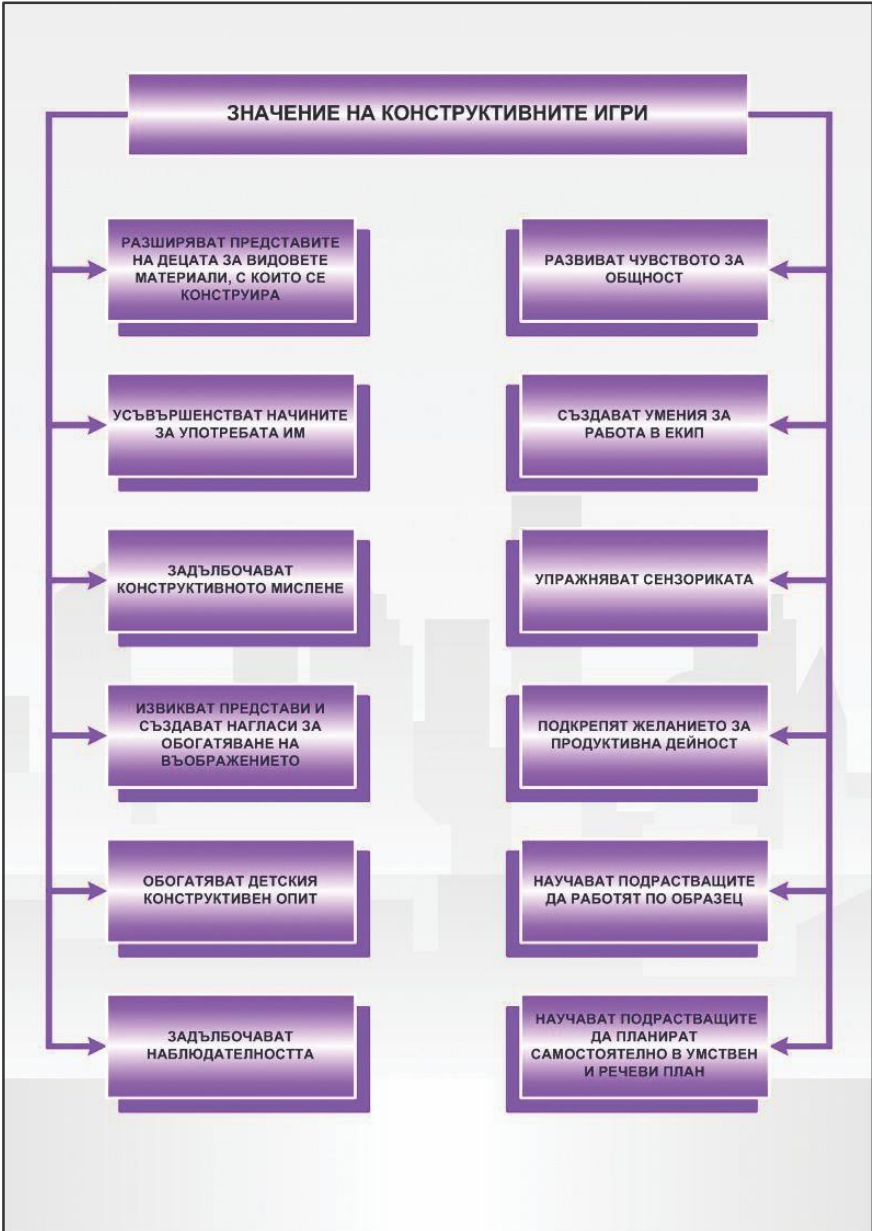 ЗНАЧЕНИЕ НА КОНСТРУКТИВНИТЕ ИГРИ
РАЗШИРЯВАТ ПРЕДСТАВИТЕ
НА ДЕЦАТА ЗА ВИДОВЕТЕ
МАТЕРИАЛИ, С КОИТО СЕ
КОНСТРУИРА
УСЪВЪРШЕНСТВАТ НАЧИНИТЕ
ЗА УПОТРЕБАТА ИМ
ЗАДЪЛБОЧАВАТ
КОНСТРУКТИВНОТО МИСЛЕНЕ
ИЗВИКВАТ ПРЕДСТАВИ И
СЪЗДАВАТ НАГЛАСИ ЗА
ОБОГАТЯВАНЕ НА
ВЪОБРАЖЕНИЕТО
ОБОГАТЯВАТ ДЕТСКИЯ
КОНСТРУКТИВЕН ОПИТ
ЗАДЪЛБОЧАВАТ
НАБЛЮДАТЕЛНОСТТА
РАЗВИВАТ ЧУВСТВОТО ЗА
ОБЩНОСТ
СЪЗДАВАТ УМЕНИЯ ЗА
РАБОТА В ЕКИП
УПРАЖНЯВАТ СЕНЗОРИКАТА
ПОДКРЕПЯТ ЖЕЛАНИЕТО ЗА
ПРОДУКТИВНА ДЕЙНОСТ
НАУЧАВАТ ПОДРАСТВАЩИТЕ
ДА РАБОТЯТ ПО ОБРАЗЕЦ
НАУЧАВАТ ПОДРАСТВАЩИТЕ
ДА ПЛАНИРАТ
САМОСТОЯТЕЛНО В УМСТВЕН
И РЕЧЕВИ ПЛАН